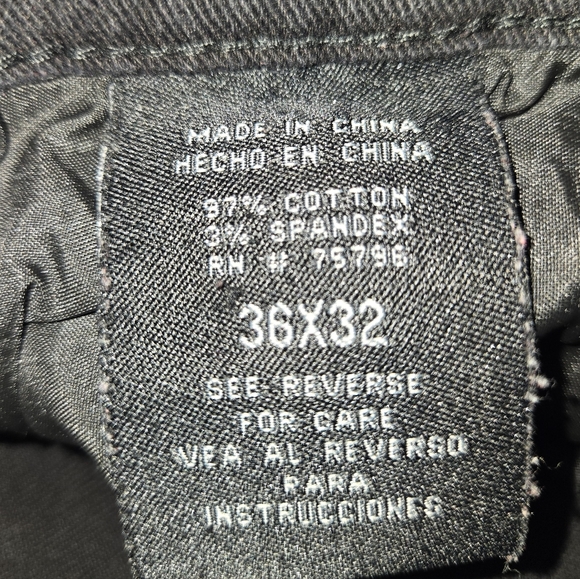 MADE IN CHINA
HECHO EN CHINA
97% COTTON
3% SPANDEX
RN # 75796
36X32
SEE REVERSE
FOR CARE
VEA AL REVERSO
PARA
INSTRUCCIONES